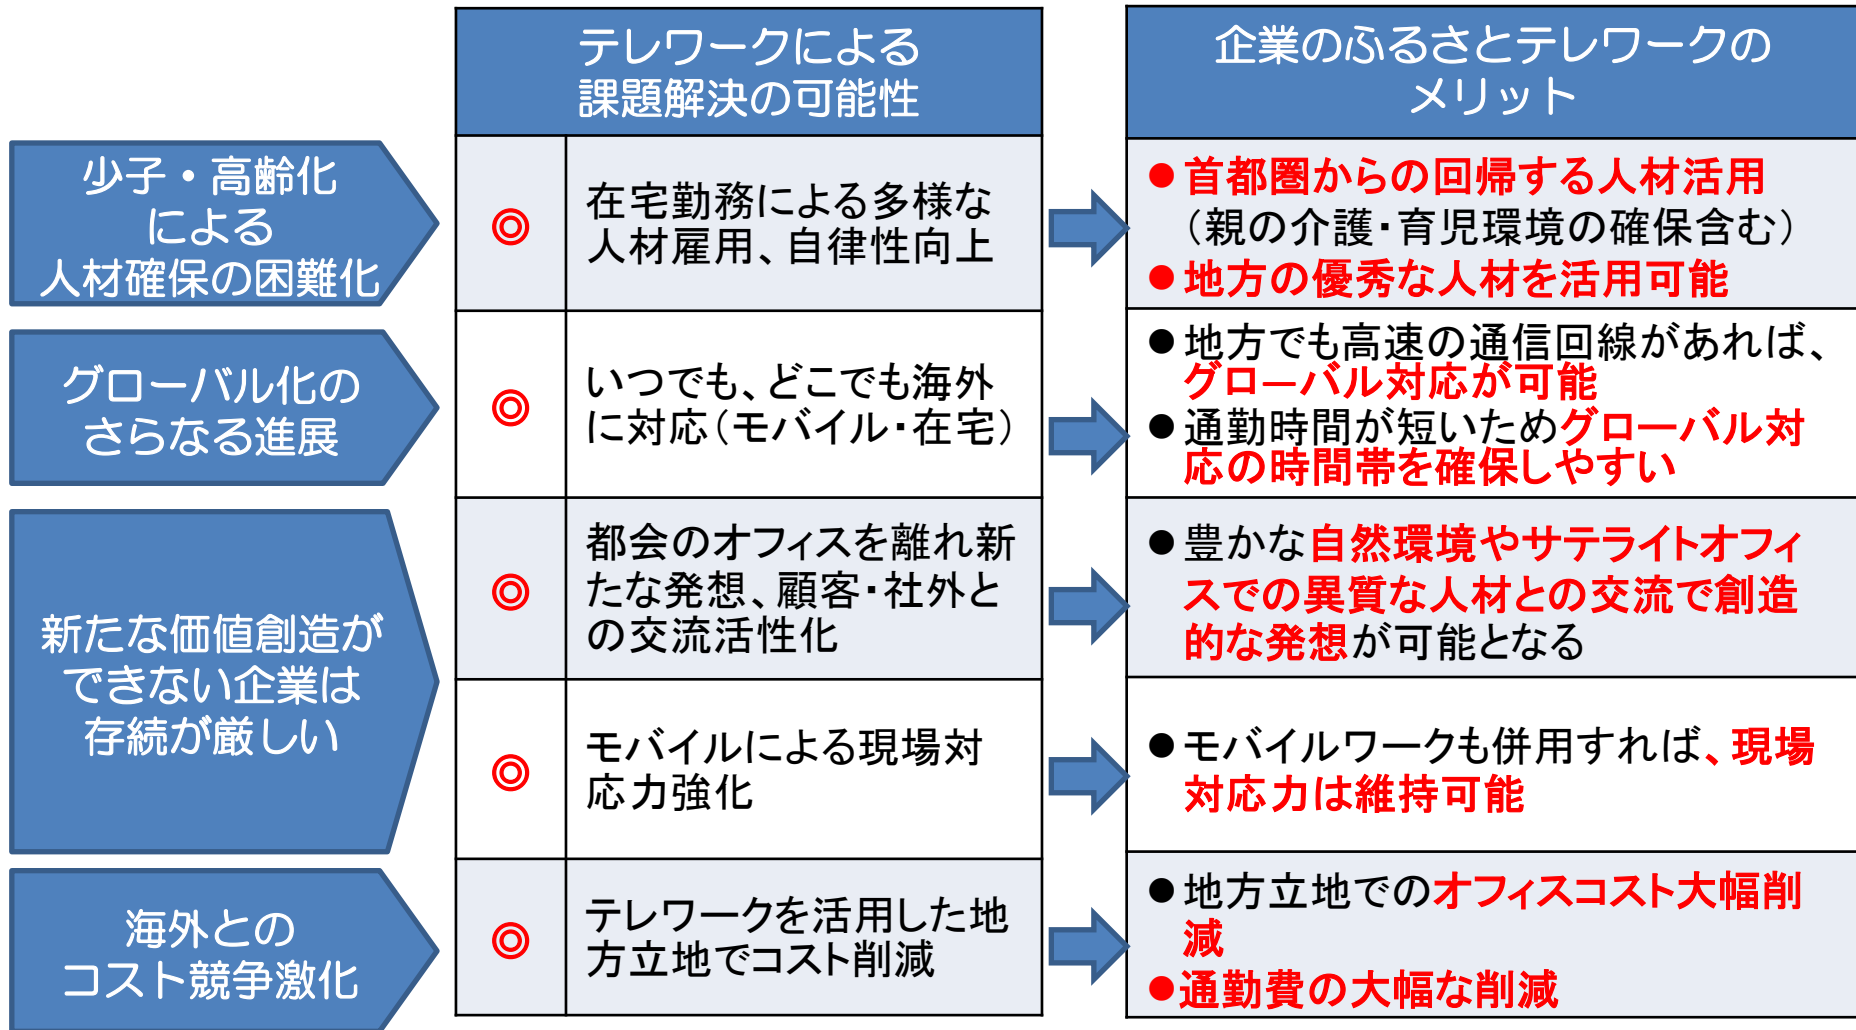 テレワークによる
課題解決の可能性
企業のふるさとテレワークの
メリット
少子・高齢化
による
人材確保の困難化
◎
在宅勤務による多様な
人材雇用、自律性向上
●首都圏からの回帰する人材活用
（親の介護・育児環境の確保含む）
●地方の優秀な人材を活用可能
グローバル化の
さらなる進展
◎
いつでも、どこでも海外
に対応（モバイル・在宅）
●地方でも高速の通信回線があれば、
グローバル対応が可能
●通勤時間が短いためグローバル対
応の時間帯を確保しやすい
新たな価値創造が
できない企業は
存続が厳しい
◎
都会のオフィスを離れ新
たな発想、顧客・社外と
の交流活性化
●豊かな自然環境やサテライトオフィ
スでの異質な人材との交流で創造
的な発想が可能となる
◎
モバイルによる現場対
応力強化
●モバイルワークも併用すれば、現場
対応力は維持可能
海外との
コスト競争激化
◎
テレワークを活用した地
方立地でコスト削減
●地方立地でのオフィスコスト大幅削
減
●通勤費の大幅な削減